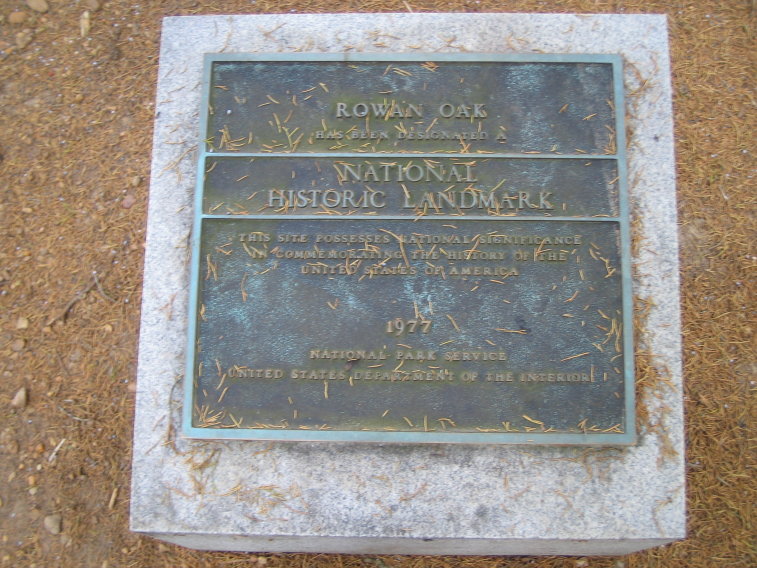 ROWAN OAK
HAS BEEN DESIGNATED A
NATIONAL
HISTORIC LANDMARK
THIS SITE POSSESSES NATIONAL SIGNIFICANCE
IN COMMEMORATING THE HISTORY OF THE
UNITED STATES OF AMERICA
1977
NATIONAL PARK SERVICE
UNITED STATES DEPARTMENT OF THE INTERIOR